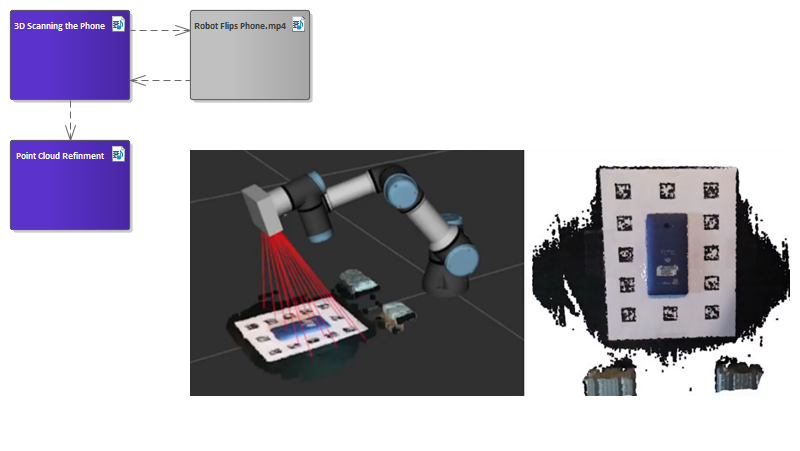 3D Scanning the Phone
Robot Flips Phone.mp4
Point Cloud Refinment